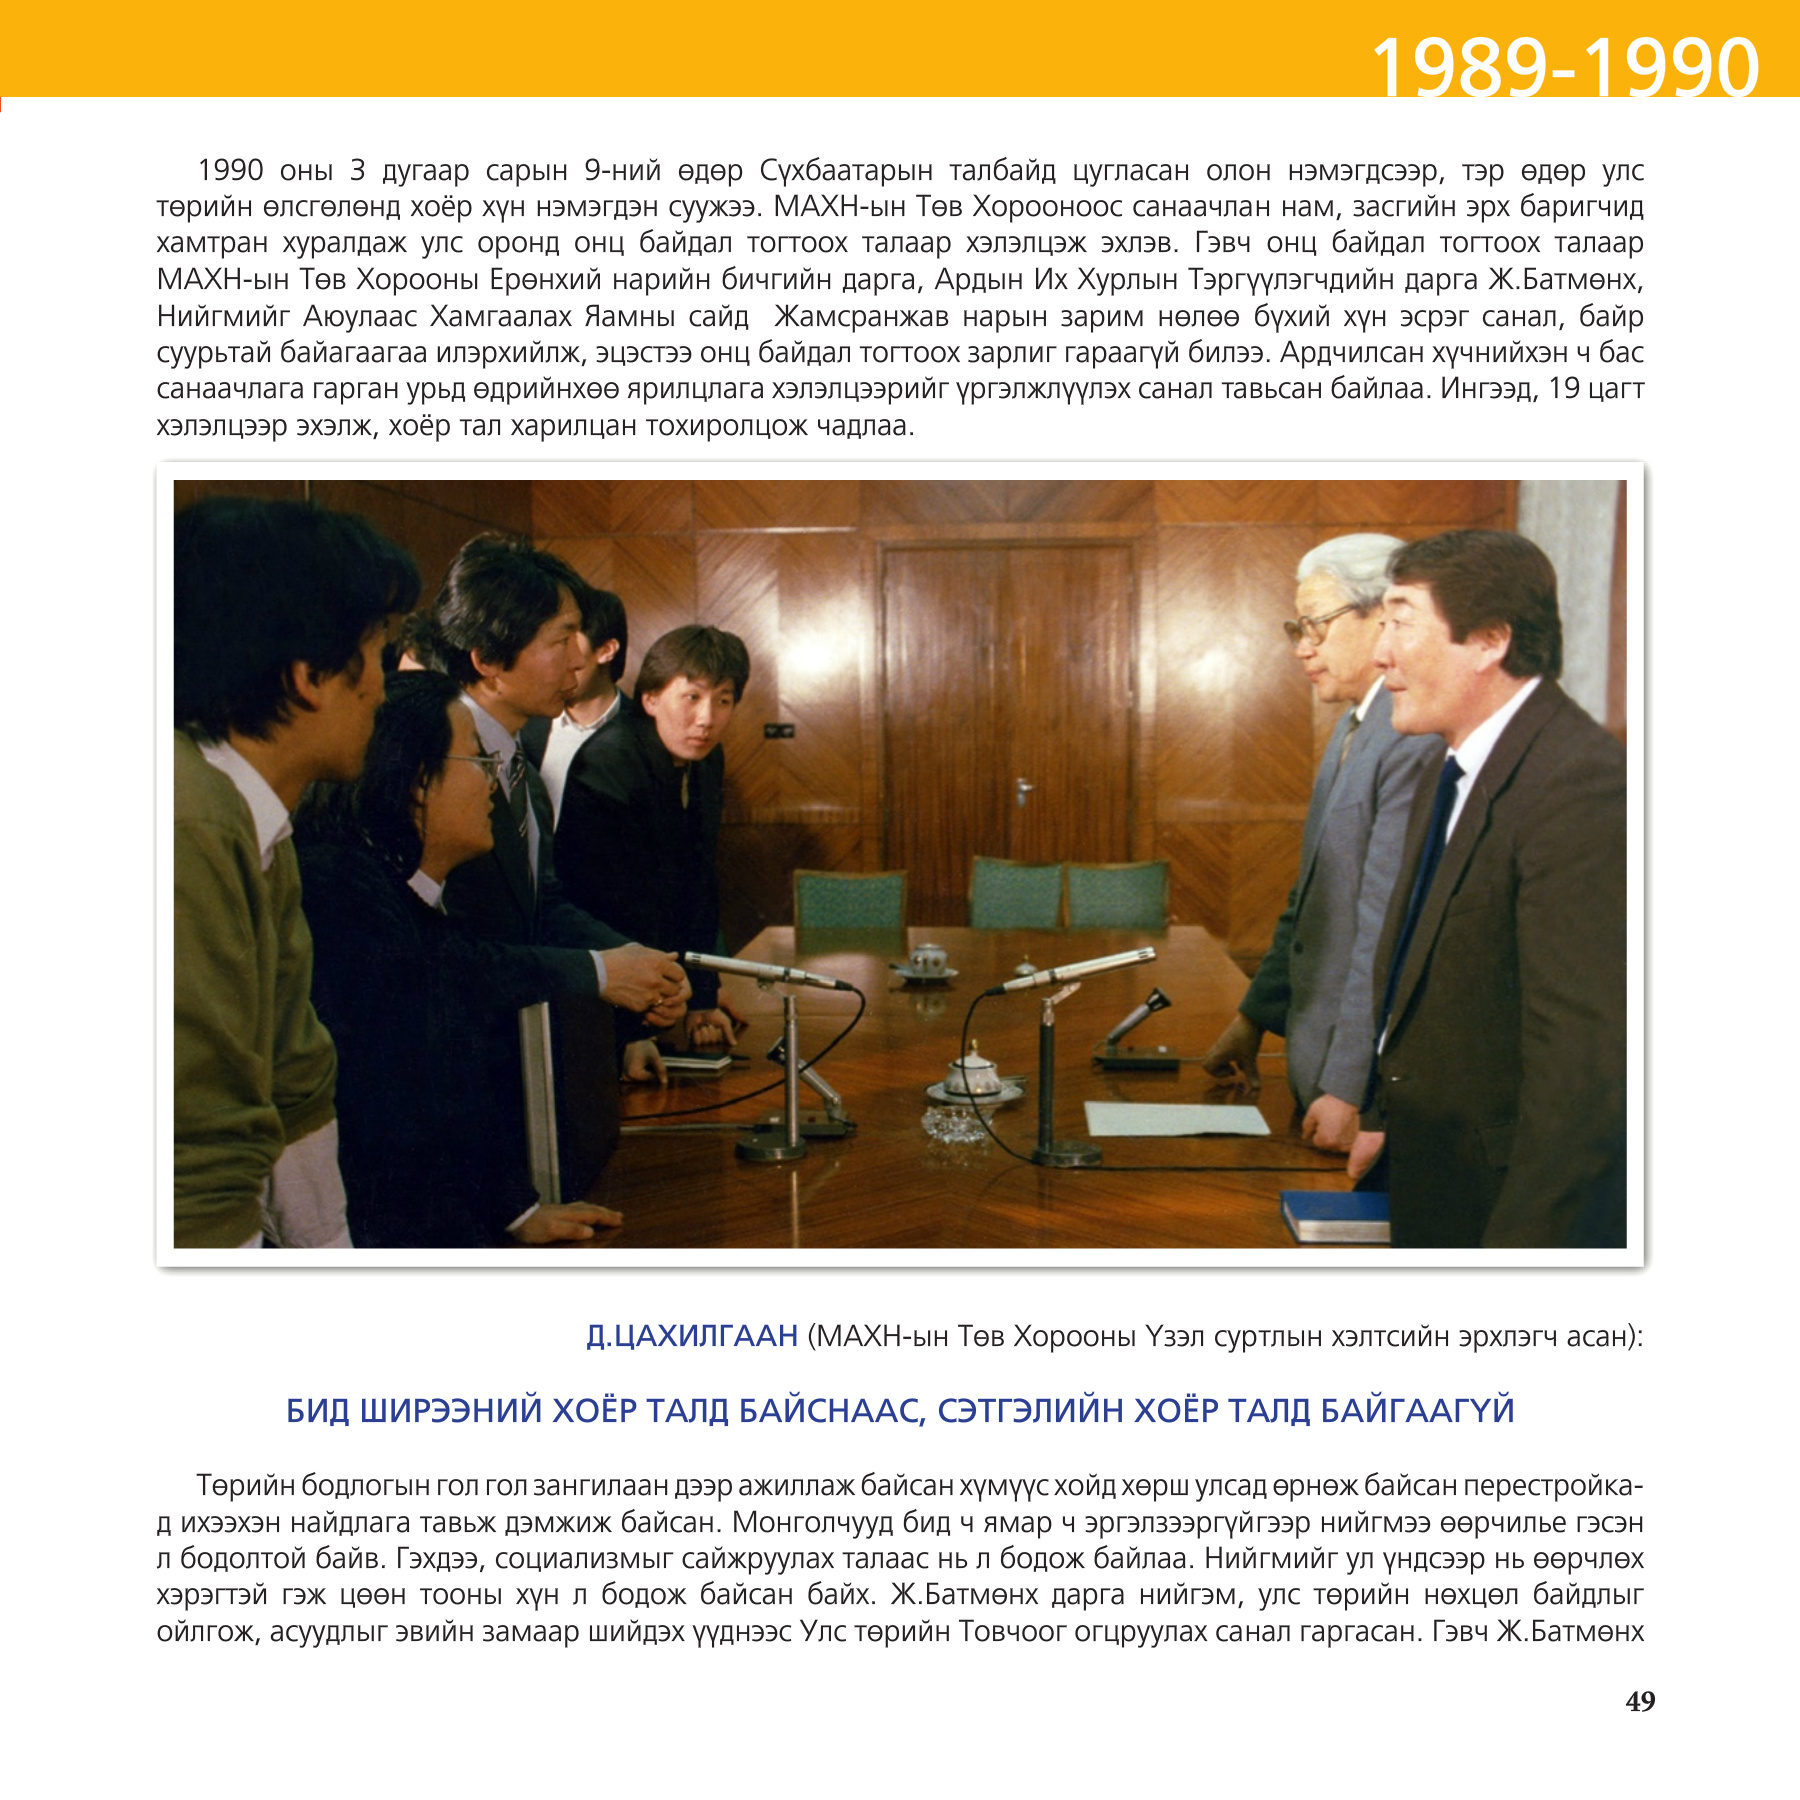 1989-1990
1990 оны 3 дугаар сарын 9-ний өдөр Сүхбаатарын талбайд цугласан олон нэмэгдсээр, тэр өдөр улс
төрийн өлсгөлөнд хоёр хүн нэмэгдэн суужээ. МАХН-ын Төв Хорооноос санаачлан нам, засгийн эрх баригчид
хамтран хуралдаж улс оронд онц байдал тогтоох талаар хэлэлцэж эхлэв. Гэвч онц байдал тогтоох талаар
МАХН-ын Төв Хорооны Ерөнхий нарийн бичгийн дарга, Ардын Их Хурлын Тэргүүлэгчдийн дарга Ж.Батмөнх,
Нийгмийг Аюулаас Хамгаалах Яамны сайд Жамсранжав нарын зарим нөлөө бүхий хүн эсрэг санал, байр
суурьтай байагаагаа илэрхийлж, эцэстээ онц байдал тогтоох зарлиг гараагүй билээ. Ардчилсан хүчнийхэн ч бас
санаачлага гарган урьд өдрийнхөө ярилцлага хэлэлцээрийг үргэлжлүүлэх санал тавьсан байлаа. Ингээд, 19 цагт
хэлэлцээр эхэлж, хоёр тал харилцан тохиролцож чадлаа.
Д.ЦАХИЛГААН (МАХН-ын Төв Хорооны Үзэл суртлын хэлтсийн эрхлэгч асан):
БИД ШИРЭЭНИЙ ХОЁР ТАЛД БАЙСНААС, СЭТГЭЛИЙН ХОЁР ТАЛД БАЙГААГҮЙ
Төрийн бодлогын гол гол зангилаан дээр ажиллаж байсан хүмүүс хойд хөрш улсад өрнөж байсан перестройка-
д ихээхэн найдлага тавьж дэмжиж байсан. Монголчууд бид ч ямар ч эргэлзээргүйгээр нийгмээ өөрчилье гэсэн
л бодолтой байв. Гэхдээ, социализмыг сайжруулах талаас нь л бодож байлаа. Нийгмийг ул үндсээр нь өөрчлөх
хэрэгтэй гэж цөөн тооны хүн л бодож байсан байх. Ж.Батмөнх дарга нийгэм, улс төрийн нөхцөл байдлыг
ойлгож, асуудлыг эвийн замаар шийдэх үүднээс Улс төрийн Товчоог огцруулах санал гаргасан. Гэвч Ж.Батмөнх
49